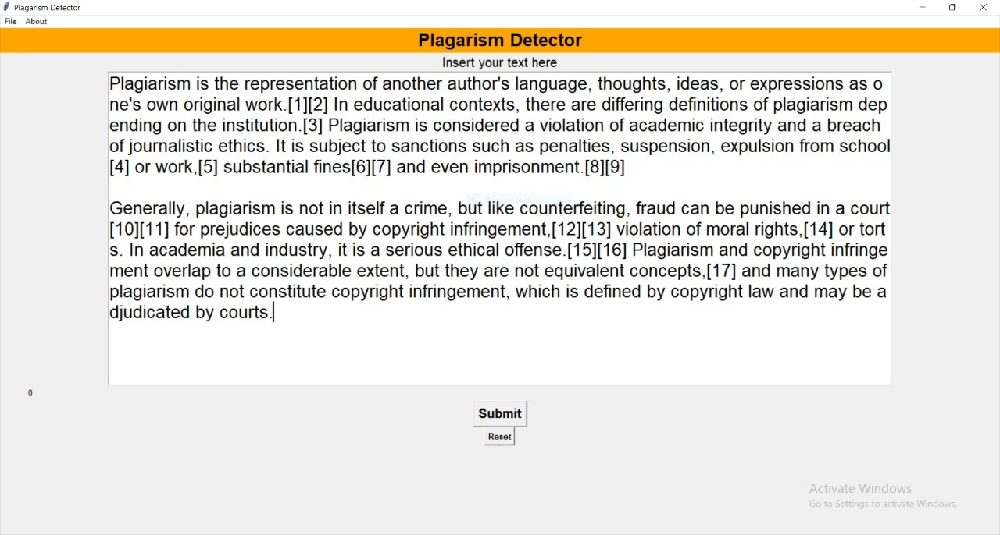 Plagarism Detector
File About
Plagarism Detector
Insert your text here
Plagiarism is the representation of another author's language, thoughts, ideas, or expressions as o
ne's own original work.[1][2] In educational contexts, there are differing definitions of plagiarism dep
ending on the institution.[3] Plagiarism is considered a violation of academic integrity and a breach
of journalistic ethics. It is subject to sanctions such as penalties, suspension, expulsion from school
[4] or work,[5] substantial fines[6][7] and even imprisonment.[8][9]
Generally, plagiarism is not in itself a crime, but like counterfeiting, fraud can be punished in a court
[10][11] for prejudices caused by copyright infringement,[12][13] violation of moral rights,[14] or tort
s. In academia and industry, it is a serious ethical offense.[15][16] Plagiarism and copyright infringe
ment overlap to a considerable extent, but they are not equivalent concepts,[17] and many types of
plagiarism do not constitute copyright infringement, which is defined by copyright law and may be a
djudicated by courts.
0
Submit
Reset
Activate Windows
Go to Settings to activate Windows.